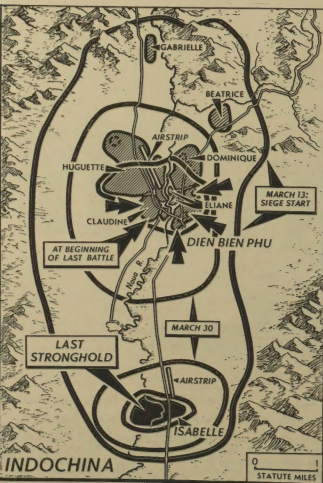 GABRIELLE
BEATRICE
AIRSTRIP
HUGUETTE
DOMINIQUE
ELIANE
CLAUDINE
MARCH 13:
SIEGE START
DIEN BIEN PHU
AT BEGINNING
OF LAST BATTLE
MARCH 30
LAST
STRONGHOLD
AIRSTRIP
ISABELLE
INDOCHINA
0 1
STATUTE MILES